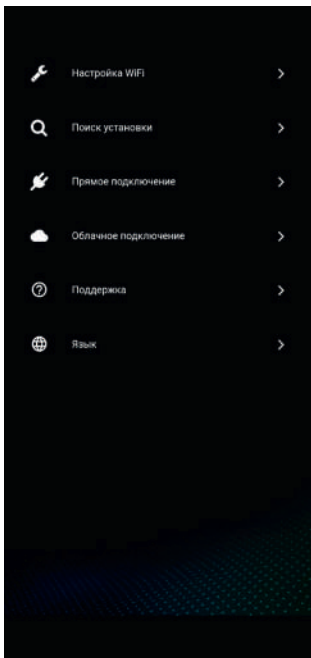 Настройка WiFi
Поиск установки
Прямое подключение
Облачное подключение
Поддержка
Язык